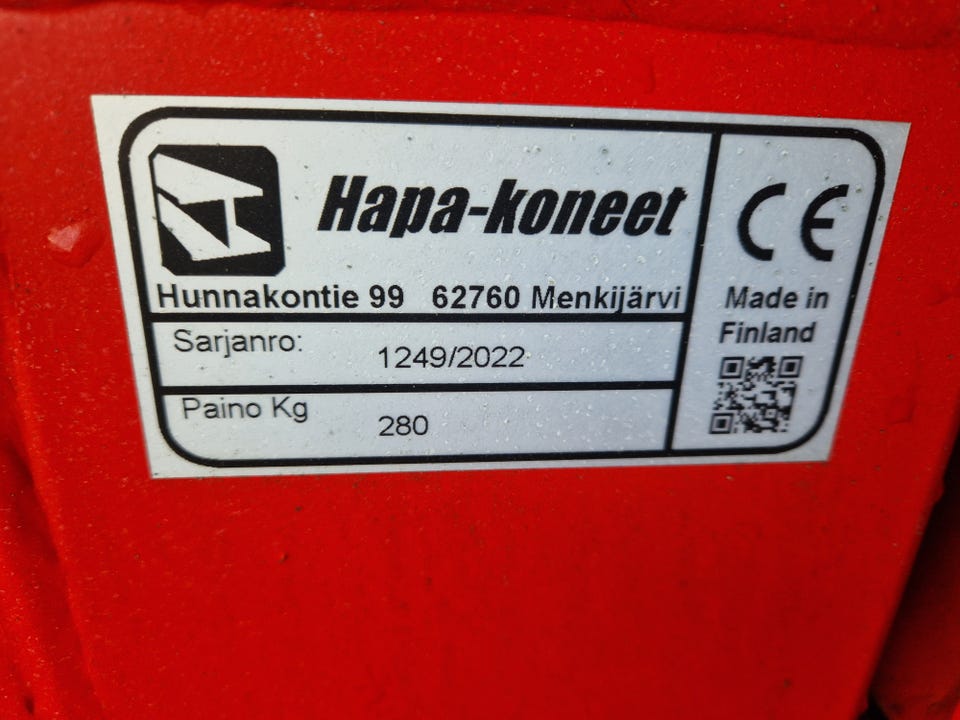 Hapa-koneet
Hunnakontie 99 62760 Menkijärvi
Sarjanro: 1249/2022
Paino Kg 280
CE
Made in
Finland